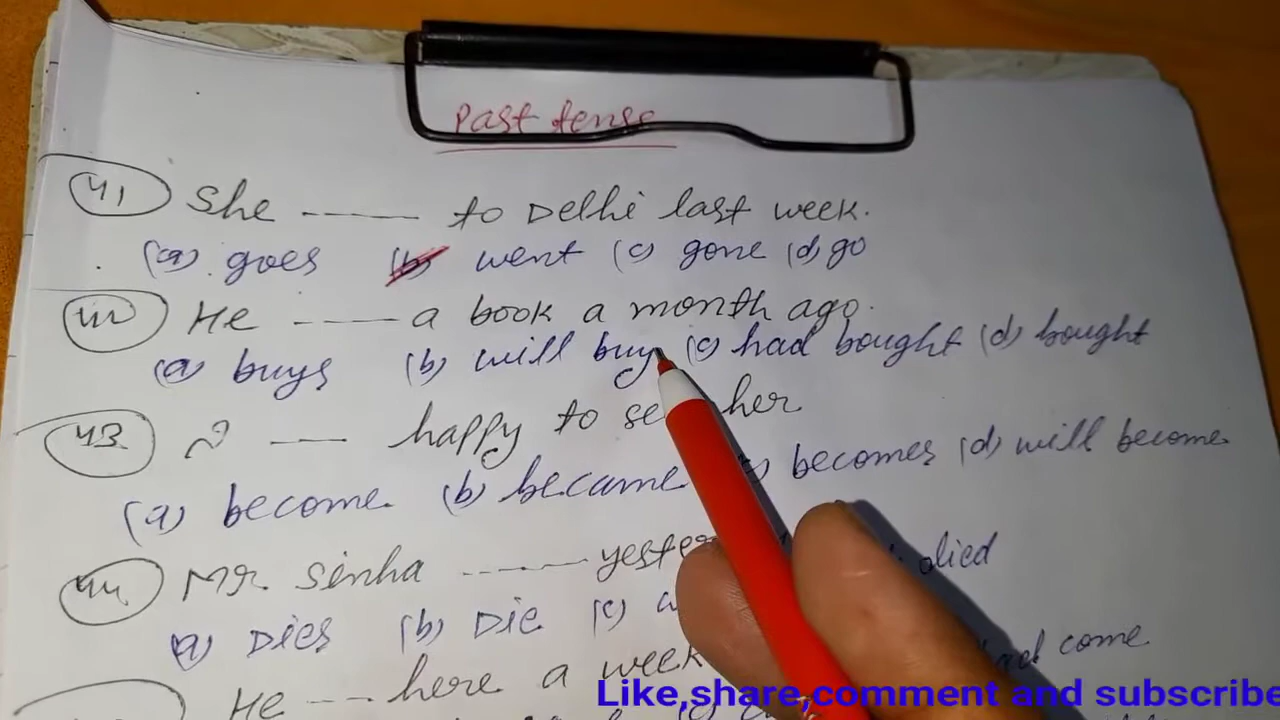 Past tense
41 She ------ to Delhi last week.
(a) goes (b) went (c) gone (d) go
He ------ a book a month ago.
(a) buys (b) will buy (c) had bought (d) bought
43. I ---- happy to see her.
(a) become (b) became (c) becomes (d) will become
44. Mr. Sinha ------
(a) Dies (b) Die (c) died
He ---- here a week come
Like,share,comment and subscribe